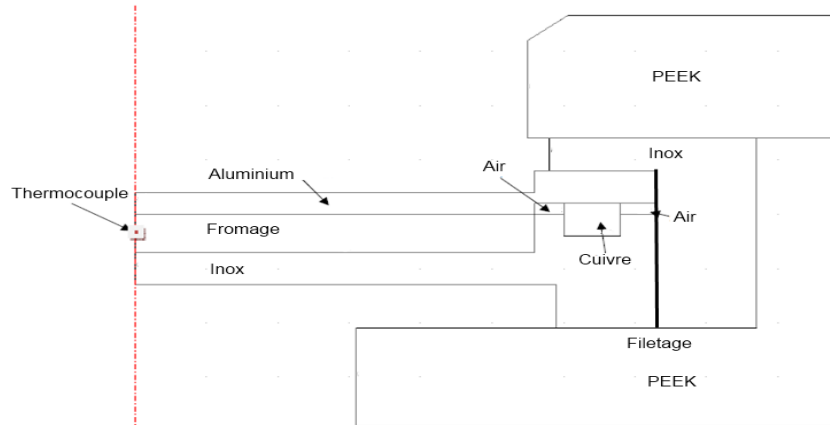 PEEK
Inox
Air
Aluminium
Thermocouple
Air
Fromage
Cuivre
Inox
Filetage
PEEK